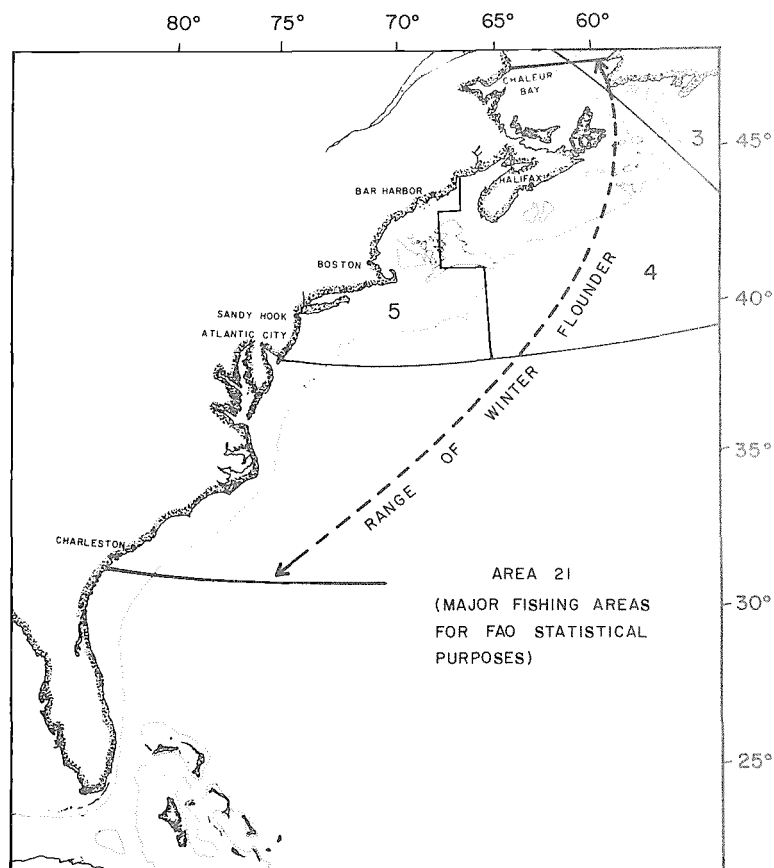 80° 75° 70° 65° 60°
CHALEUR
BAY
3
45°
HALIFAX
BAR HARBOR
BOSTON
4
5
40°
SANDY HOOK
ATLANTIC CITY
RANGE OF WINTER FLOUNDER
35°
CHARLESTON
AREA 21
(MAJOR FISHING AREAS
FOR FAO STATISTICAL
PURPOSES)
30°
25°